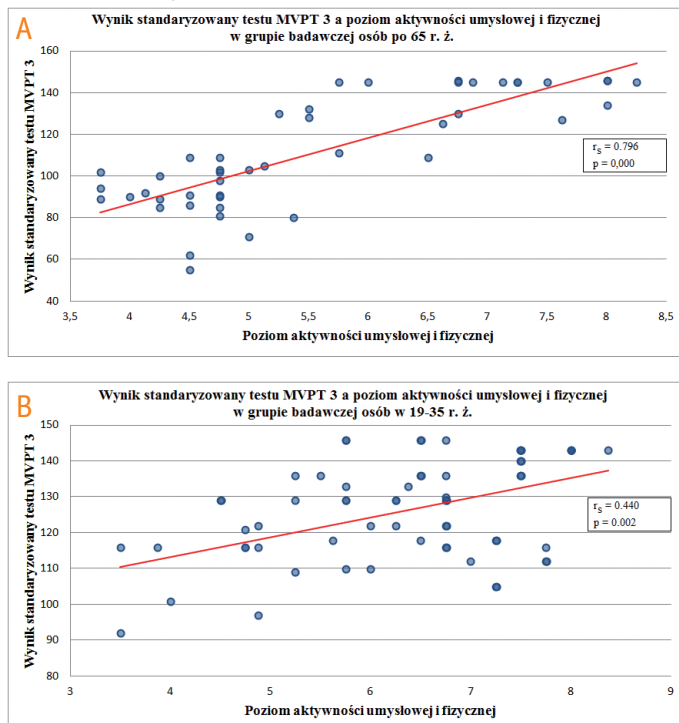 A
Wynik standaryzowany testu MVPT 3 a poziom aktywności umysłowej i fizycznej
w grupie badawczej osób po 65 r. ż.
Wynik standaryzowany testu MVPT 3
160
140
120
100
80
60
40
r_s = 0.796
p = 0,000
3,5 4 4,5 5 5,5 6 6,5 7 7,5 8 8,5
Poziom aktywności umysłowej i fizycznej
B
Wynik standaryzowany testu MVPT 3 a poziom aktywności umysłowej i fizycznej
w grupie badawczej osób w 19-35 r. ż.
Wynik standaryzowany testu MVPT 3
150
140
130
120
110
100
90
80
r_s = 0.440
p = 0.002
3 4 5 6 7 8 9
Poziom aktywności umysłowej i fizycznej